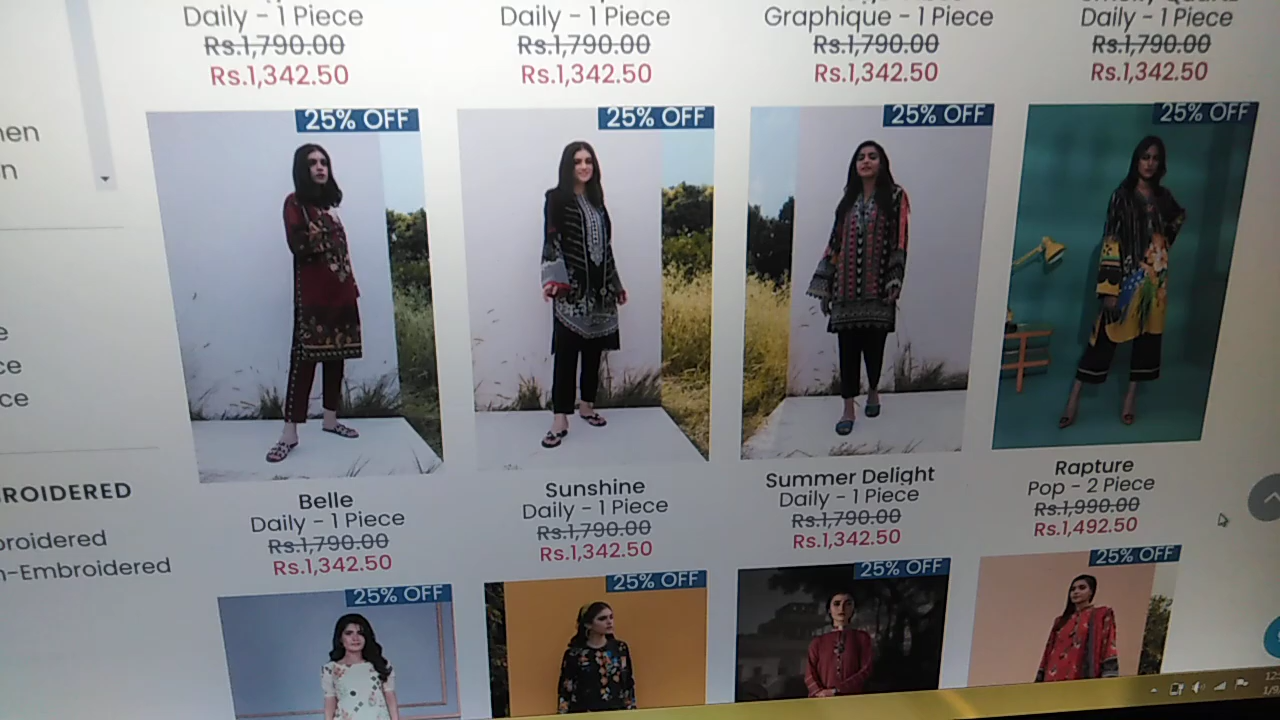 Daily - 1 Piece
Rs.1,790.00
Rs.1,342.50
Daily - 1 Piece
Rs.1,790.00
Rs.1,342.50
Graphique - 1 Piece
Rs.1,790.00
Rs.1,342.50
Daily - 1 Piece
Rs.1,790.00
Rs.1,342.50
25% OFF
25% OFF
25% OFF
25% OFF
Belle
Daily - 1 Piece
Rs.1,790.00
Rs.1,342.50
Sunshine
Daily - 1 Piece
Rs.1,790.00
Rs.1,342.50
Summer Delight
Daily - 1 Piece
Rs.1,790.00
Rs.1,342.50
Rapture
Pop - 2 Piece
Rs.1,990.00
Rs.1,492.50
ROIDERED
broidered
n-Embroidered
25% OFF
25% OFF
25% OFF
25% OFF